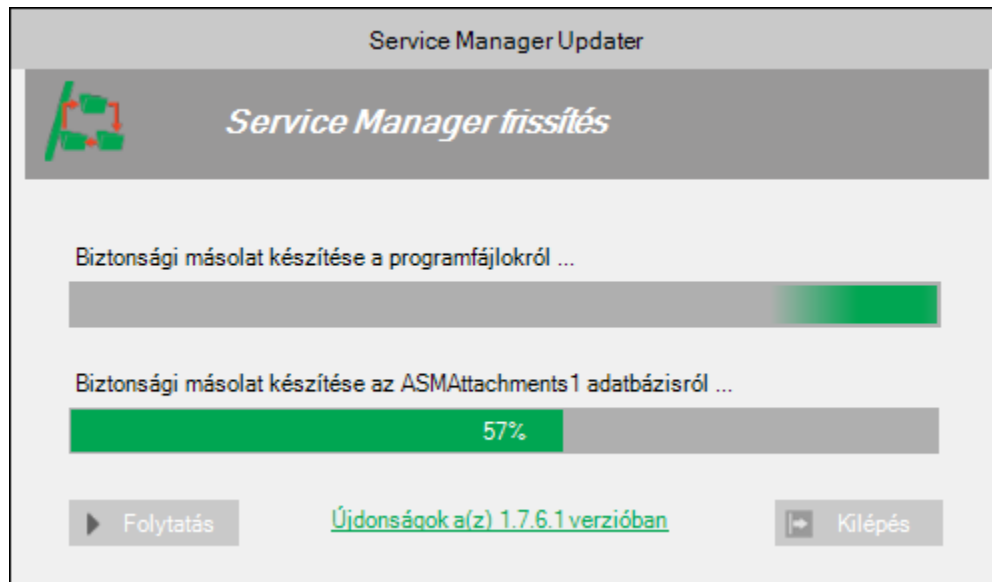 Service Manager Updater
Service Manager frissítés
Biztonsági másolat készítése a programfájlokról ...
Biztonsági másolat készítése az ASMAttachments1 adatbázisról ...
57%
Folytatás
Újdonságok a(z) 1.7.6.1 verzióban
Kilépés